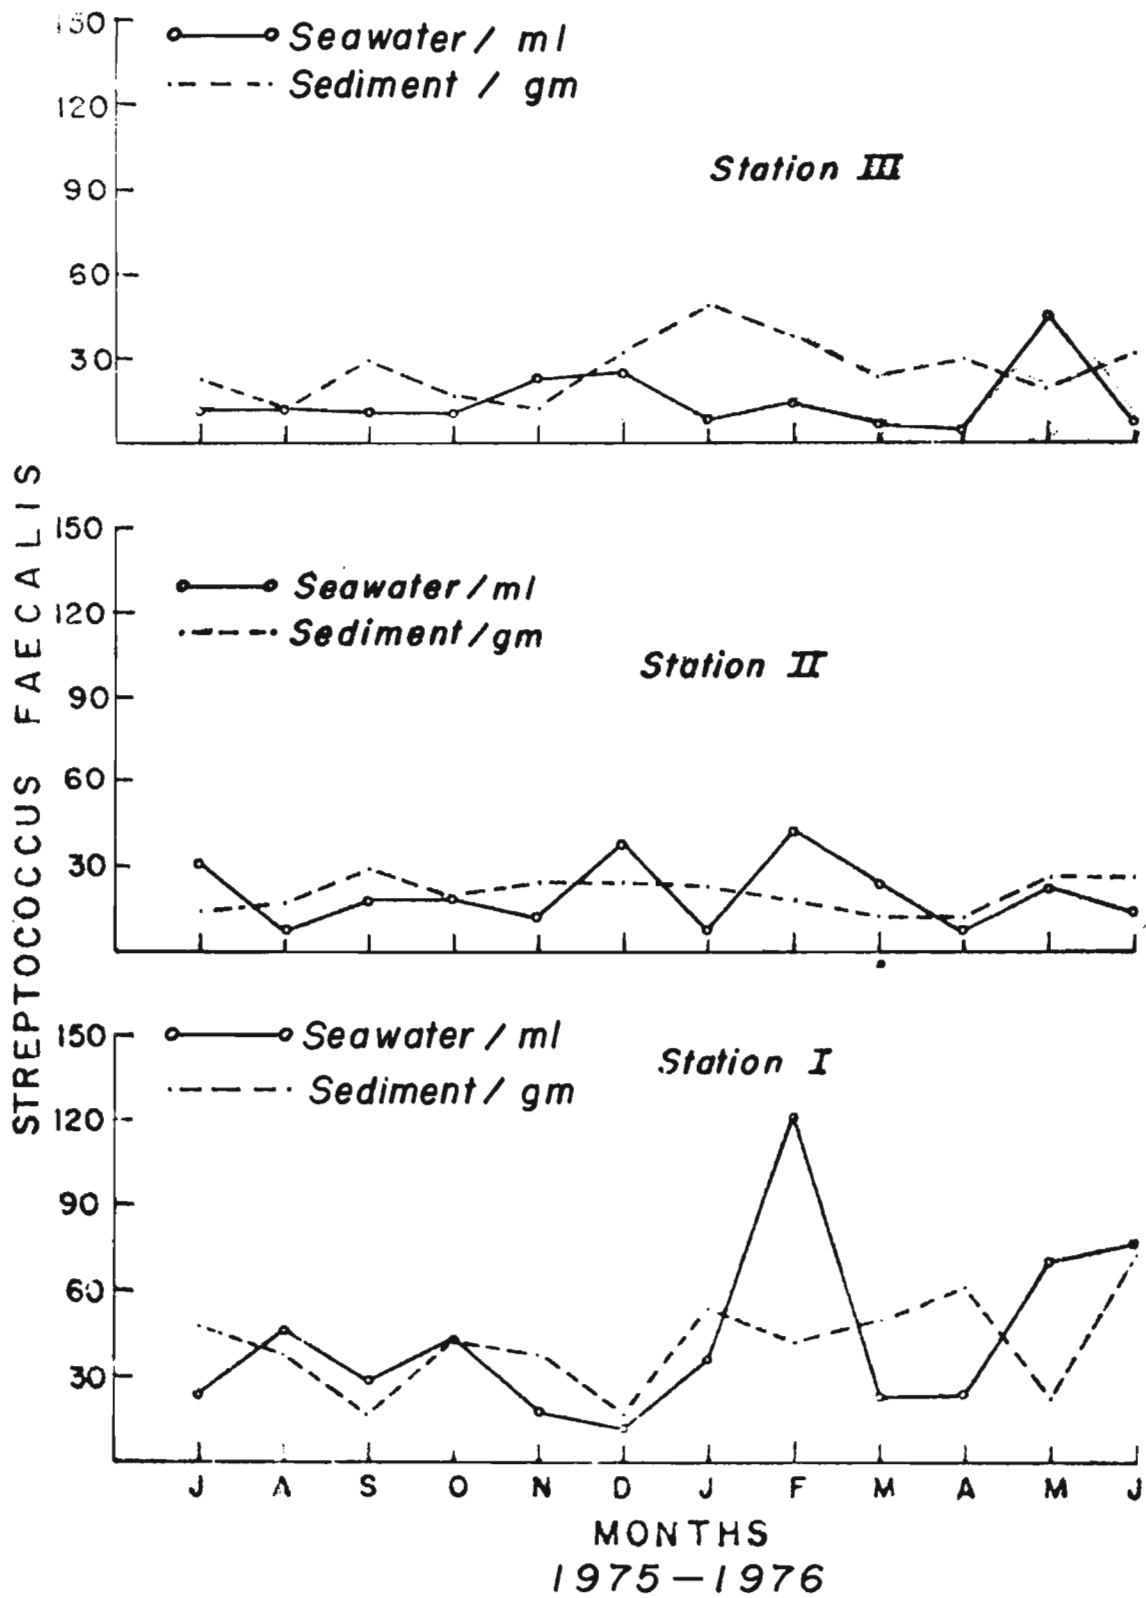 STREPTOCOCCUS FAECALIS
150
120
90
60
30
Seawater / ml
Sediment / gm
Station III
150
120
90
60
30
Seawater / ml
Sediment / gm
Station II
150
120
90
60
30
Seawater / ml
Sediment / gm
Station I
J A S O N D J F M A M J
MONTHS
1975 – 1976